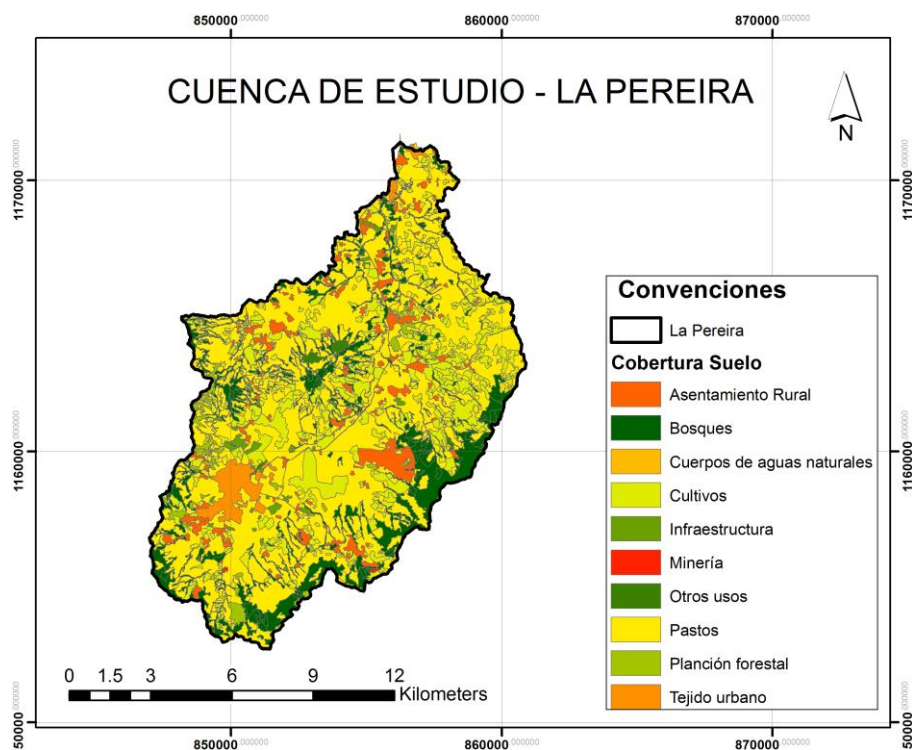 850000.000000
860000.000000
870000.000000
CUENCA DE ESTUDIO - LA PEREIRA
N
1170000.000000
1170000.000000
Convenciones
La Pereira
Cobertura Suelo
Asentamiento Rural
Bosques
Cuerpos de aguas naturales
Cultivos
Infraestructura
Minería
Otros usos
Pastos
Planción forestal
Tejido urbano
1160000.000000
1160000.000000
0 1.5 3 6 9 12
Kilometers
50000.000000
50000.000000
850000.000000
860000.000000
870000.000000